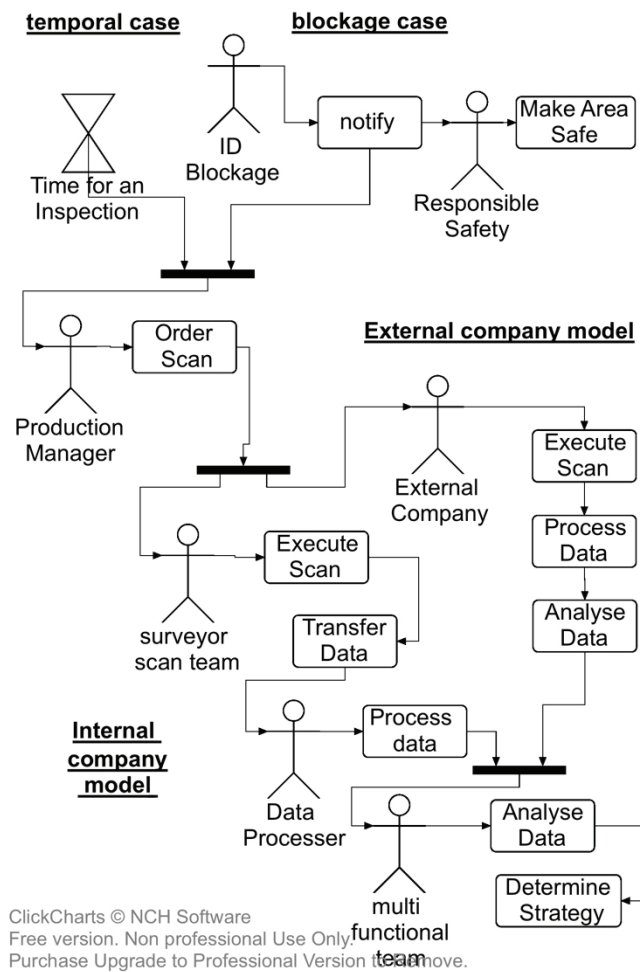 temporal case
blockage case
ID
Blockage
notify
Make Area
Safe
Time for an
Inspection
Responsible
Safety
Order
Scan
External company model
Production
Manager
External
Company
Execute
Scan
Process
Data
Analyse
Data
Execute
Scan
surveyor
scan team
Transfer
Data
Internal
company
model
Process
data
Data
Processer
Analyse
Data
multi
functional
team
Determine
Strategy
ClickCharts © NCH Software
Free version. Non professional Use Only.
Purchase Upgrade to Professional Version to Remove.